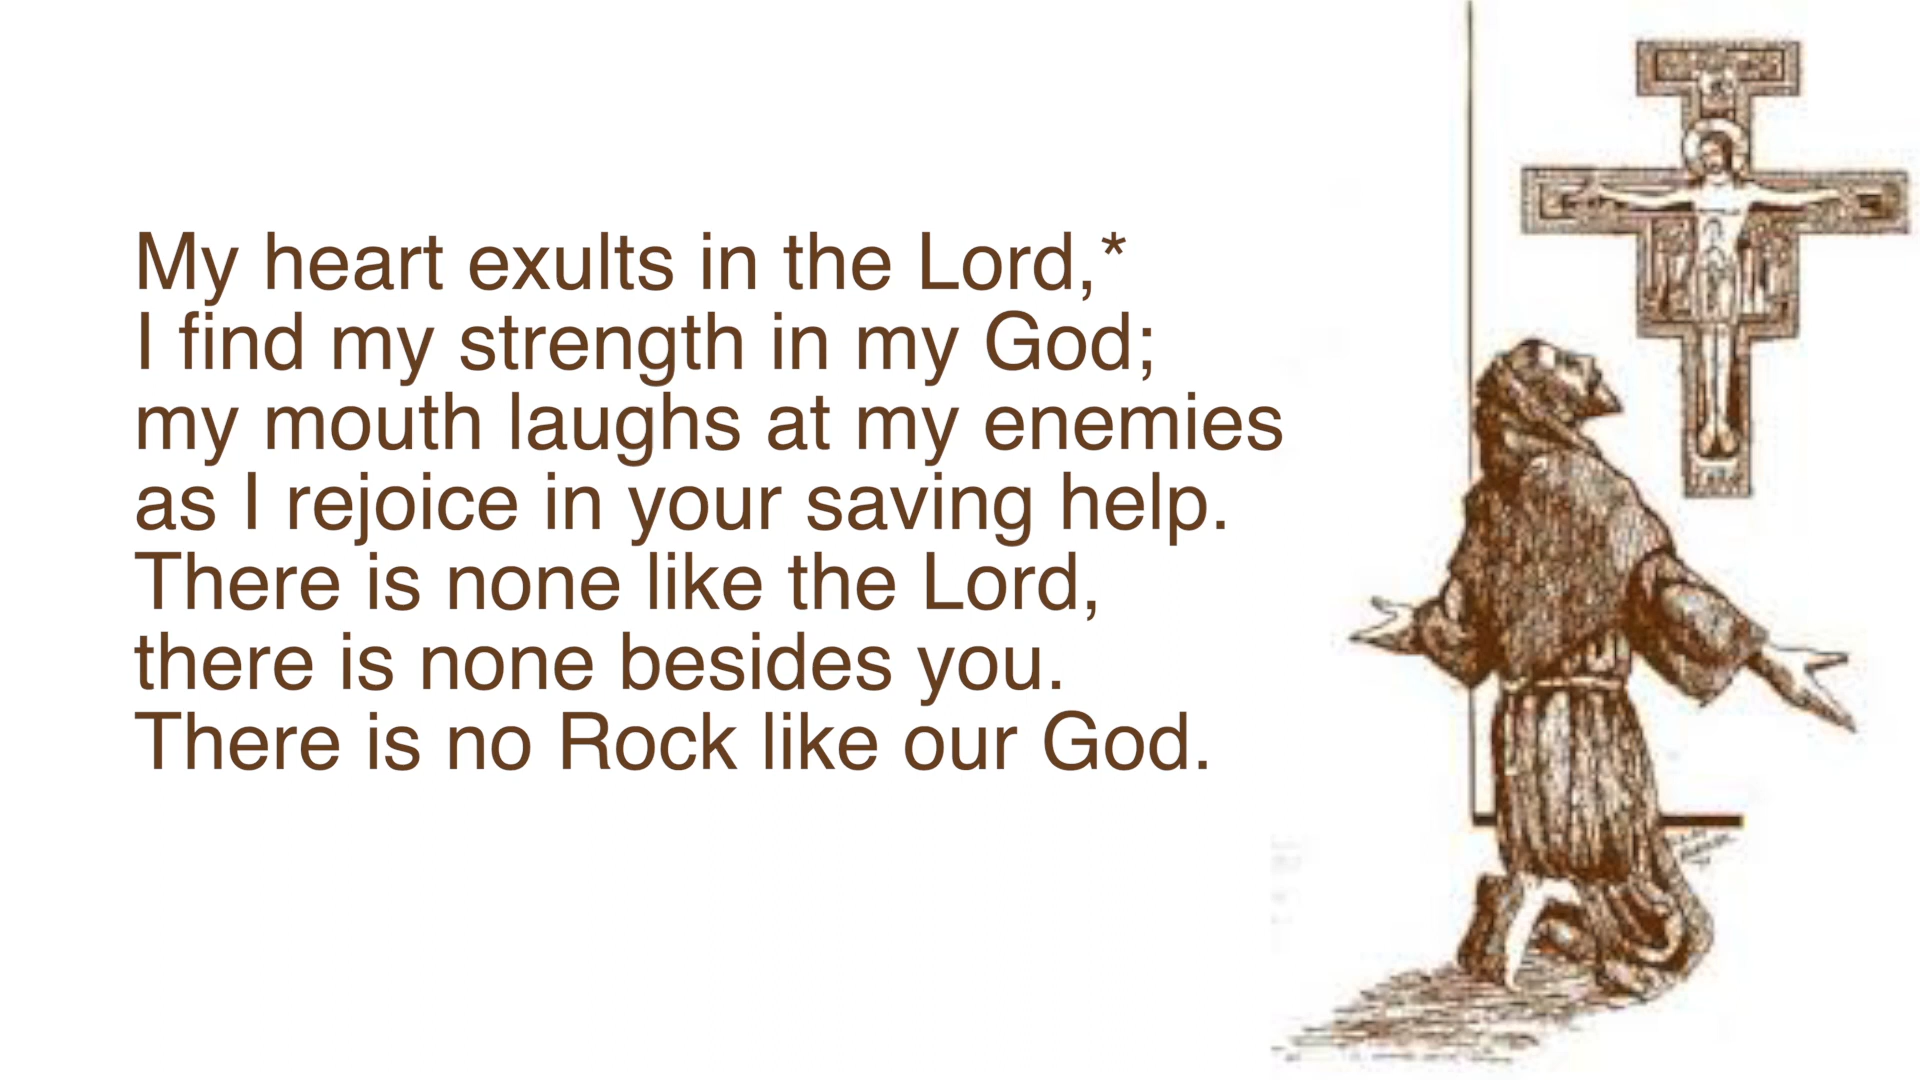 My heart exults in the Lord,*
I find my strength in my God;
my mouth laughs at my enemies
as I rejoice in your saving help.
There is none like the Lord,
there is none besides you.
There is no Rock like our God.